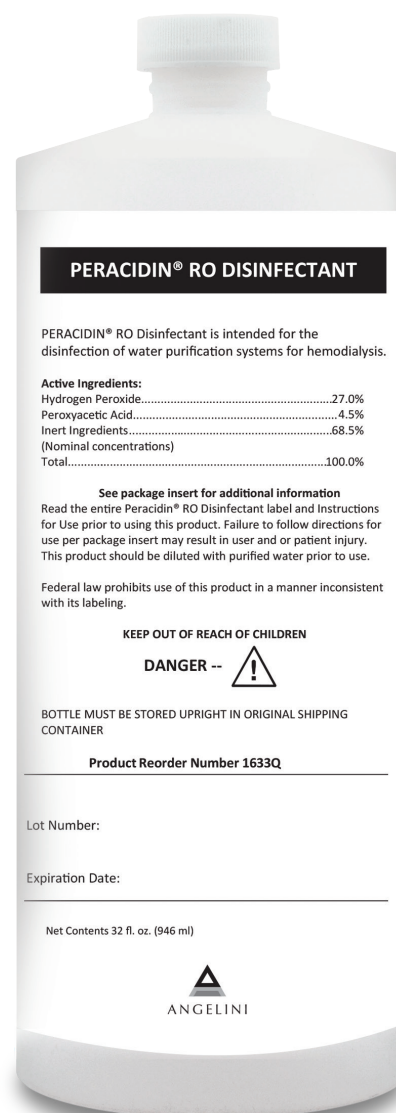 PERACIDIN® RO DISINFECTANT
PERACIDIN® RO Disinfectant is intended for the
disinfection of water purification systems for hemodialysis.
Active Ingredients:
Hydrogen Peroxide..................................................27.0%
Peroxyacetic Acid.....................................................4.5%
Inert Ingredients......................................................68.5%
(Nominal concentrations)
Total....................................................................100.0%
See package insert for additional information
Read the entire Peracidin® RO Disinfectant label and Instructions
for Use prior to using this product. Failure to follow directions for
use per package insert may result in user and or patient injury.
This product should be diluted with purified water prior to use.
Federal law prohibits use of this product in a manner inconsistent
with its labeling.
KEEP OUT OF REACH OF CHILDREN
DANGER --
BOTTLE MUST BE STORED UPRIGHT IN ORIGINAL SHIPPING
CONTAINER
Product Reorder Number 1633Q
Lot Number:
Expiration Date:
Net Contents 32 fl. oz. (946 ml)
ANGELINI